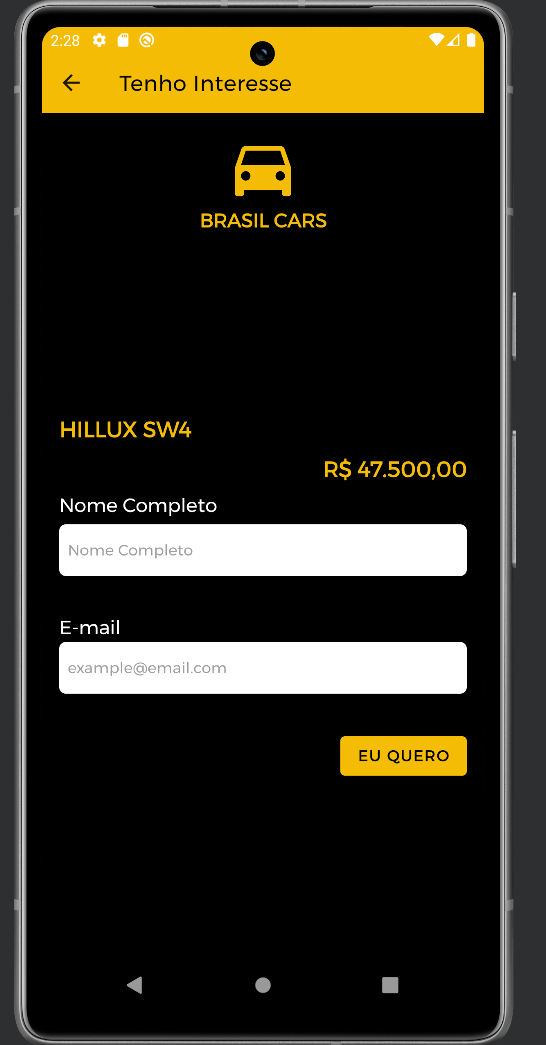 2:28
Tenho Interesse
BRASIL CARS
HILLUX SW4
R$ 47.500,00
Nome Completo
Nome Completo
E-mail
example@email.com
EU QUERO